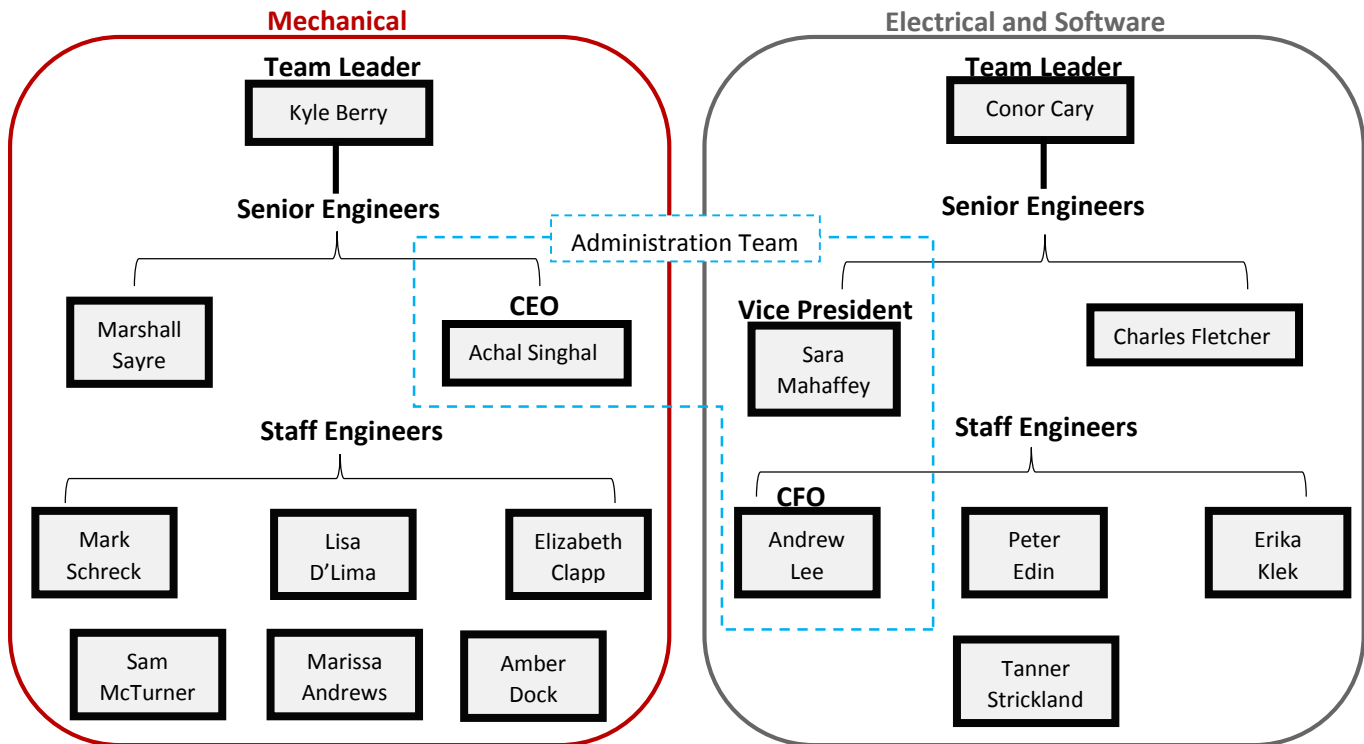 Mechanical
Team Leader
Kyle Berry
Senior Engineers
Marshall
Sayre
CEO
Achal Singhal
Staff Engineers
Mark
Schreck
Lisa
D’Lima
Elizabeth
Clapp
Sam
McTurner
Marissa
Andrews
Amber
Dock
Administration Team
Electrical and Software
Team Leader
Conor Cary
Senior Engineers
Vice President
Sara
Mahaffey
Charles Fletcher
Staff Engineers
CFO
Andrew
Lee
Peter
Edin
Erika
Klek
Tanner
Strickland